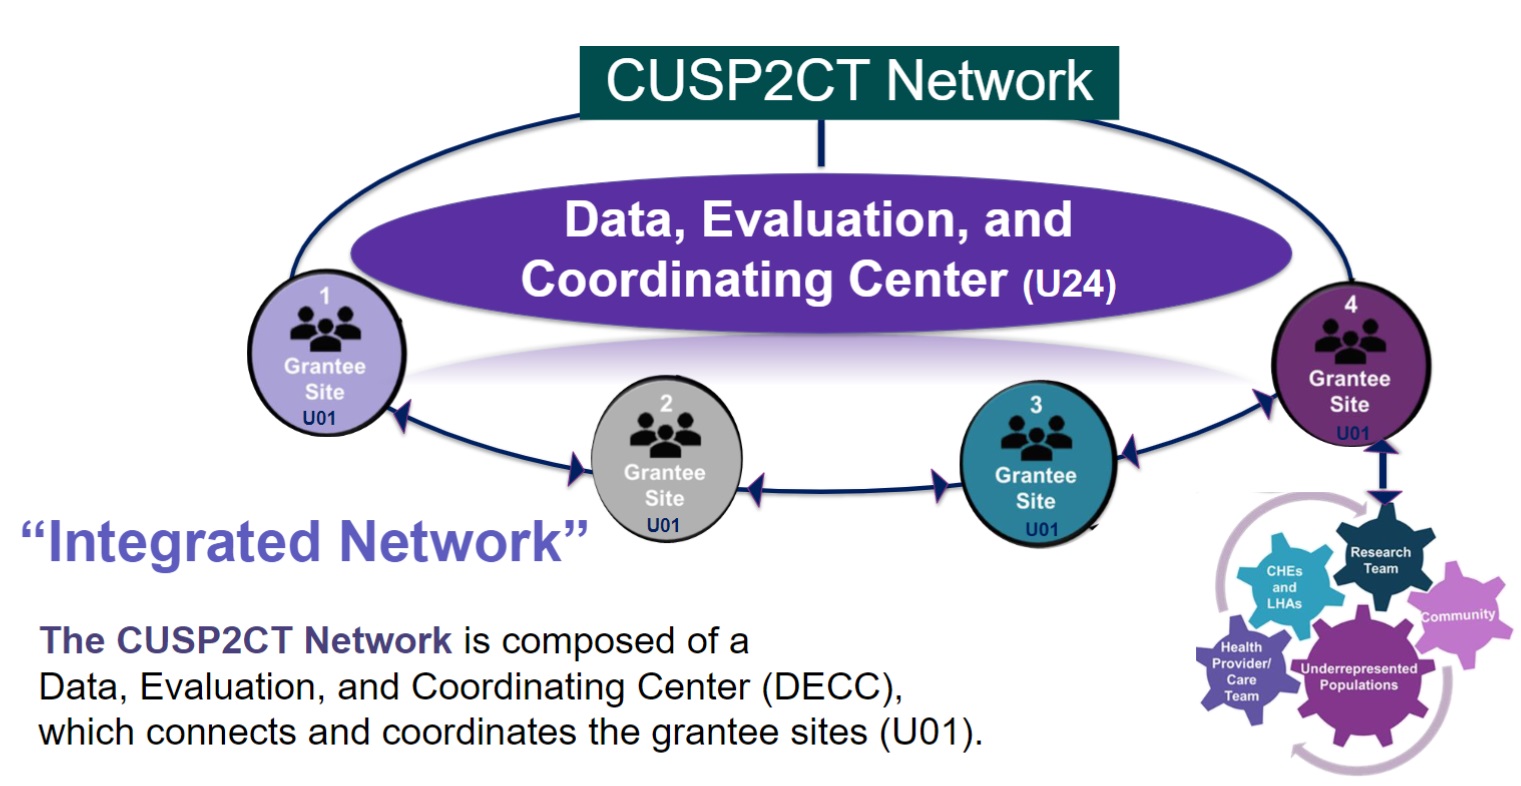 CUSP2CT Network
Data, Evaluation, and
Coordinating Center (U24)
1
Grantee
Site
U01
2
Grantee
Site
U01
3
Grantee
Site
U01
4
Grantee
Site
U01
“Integrated Network”
The CUSP2CT Network is composed of a
Data, Evaluation, and Coordinating Center (DECC),
which connects and coordinates the grantee sites (U01).
Research
Team
CHEs
and
LHAs
Community
Health
Provider/
Care
Team
Underrepresented
Populations